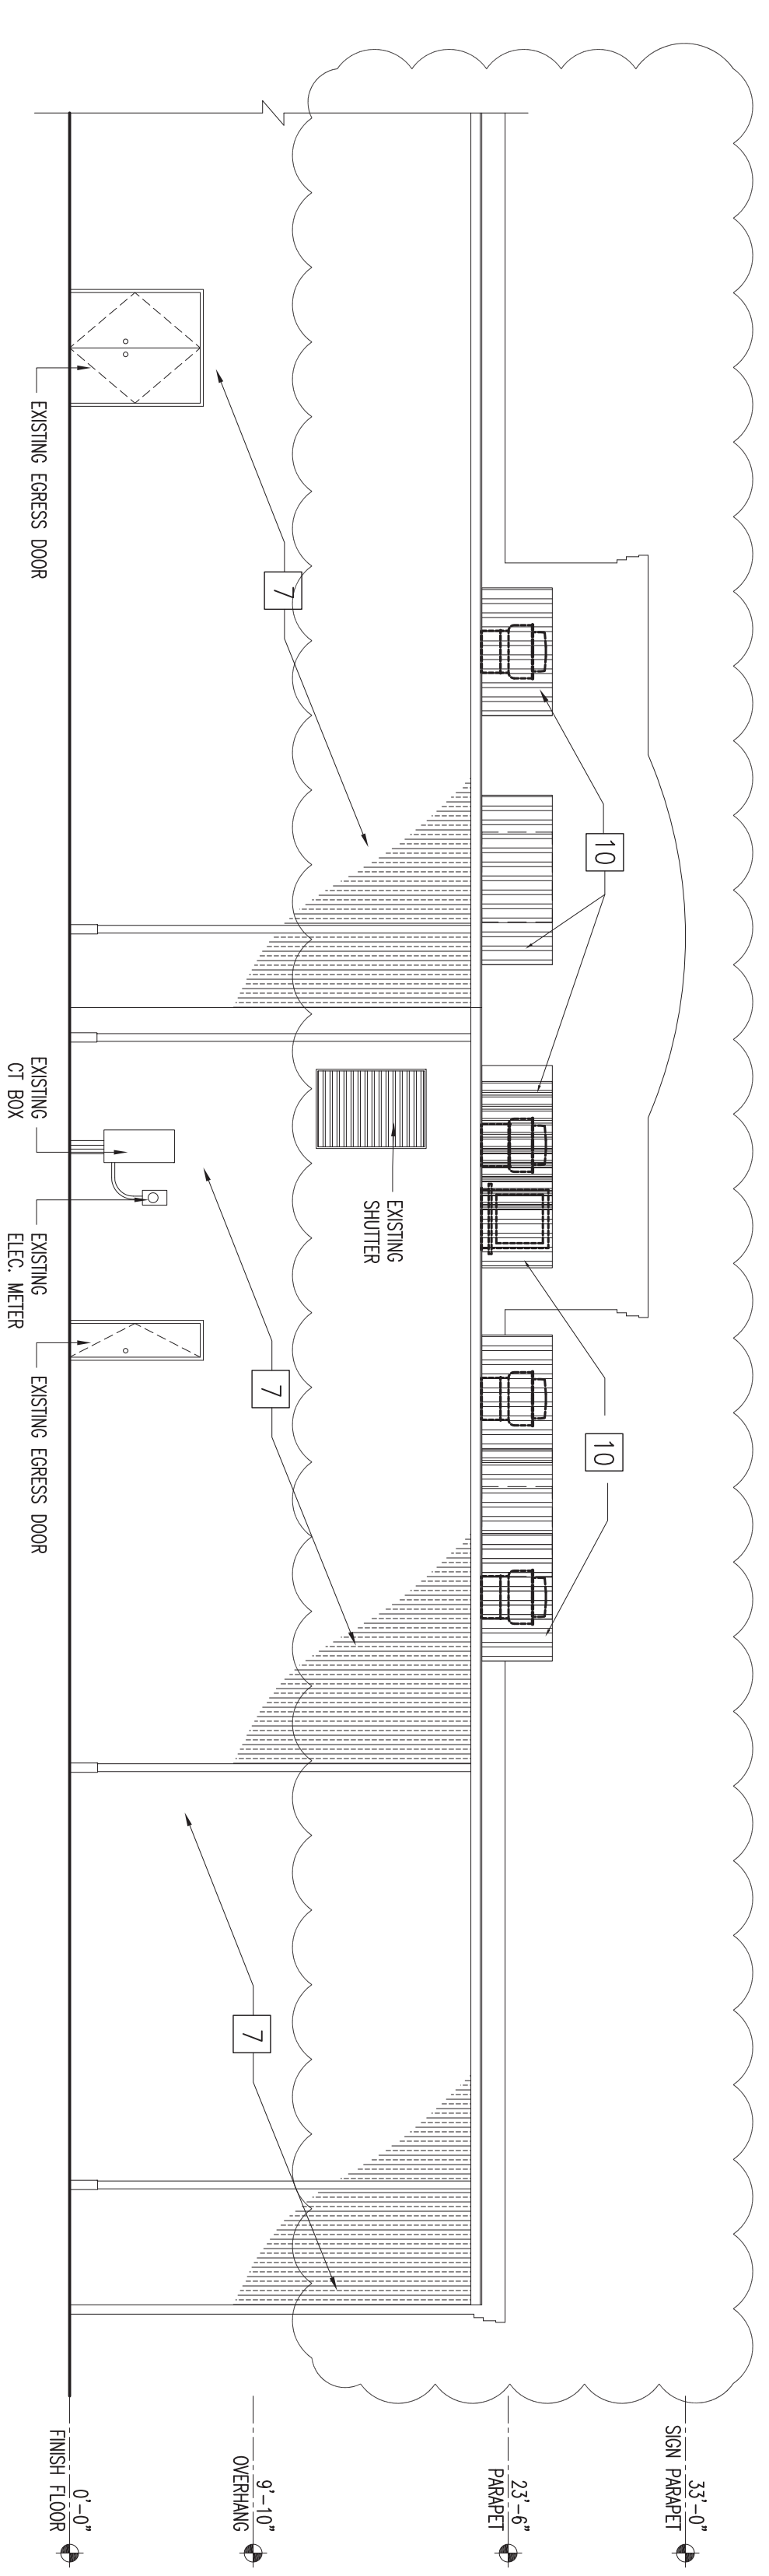 33'-0"
SIGN PARAPET
23'-6"
PARAPET
9'-10"
OVERHANG
0'-0"
FINISH FLOOR
10
10
7
7
7
EXISTING
SHUTTER
EXISTING EGRESS DOOR
EXISTING
CT BOX
EXISTING
ELEC. METER
EXISTING EGRESS DOOR